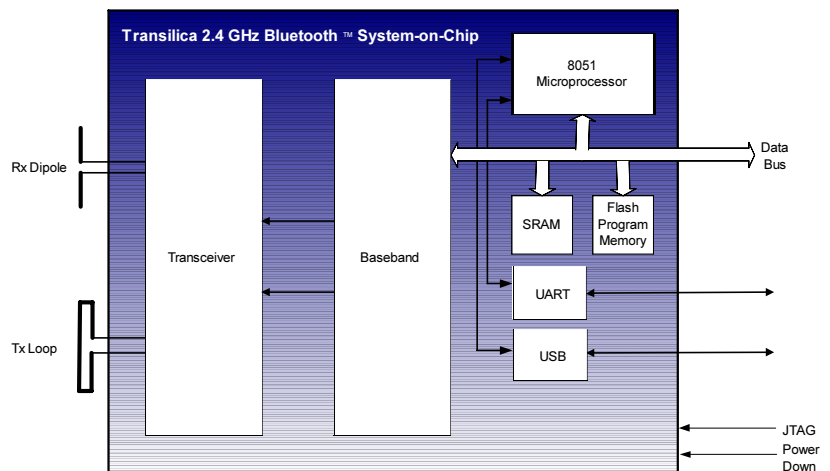 Transilica 2.4 GHz Bluetooth ™ System-on-Chip
8051
Microprocessor
Data
Bus
Rx Dipole
SRAM
Flash
Program
Memory
Transceiver
Baseband
UART
Tx Loop
USB
JTAG
Power
Down